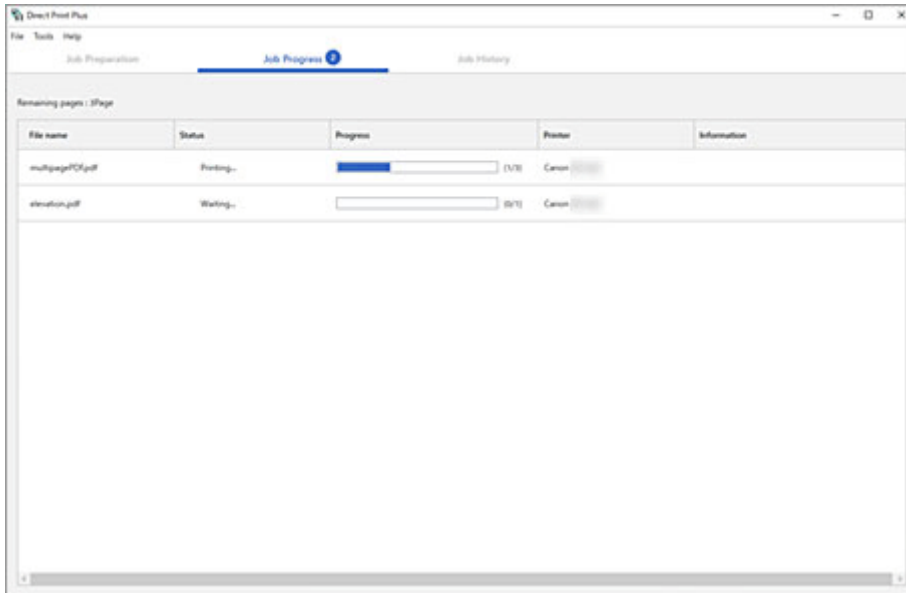 Direct Print Plus
File Tools Help
Job Preparation Job Progress 2 Job History
Remaining pages : 3Page
File name Status Progress Printer Information
multipagePDF.pdf Printing... (1/3) Canon
elevation.pdf Waiting... (0/1) Canon